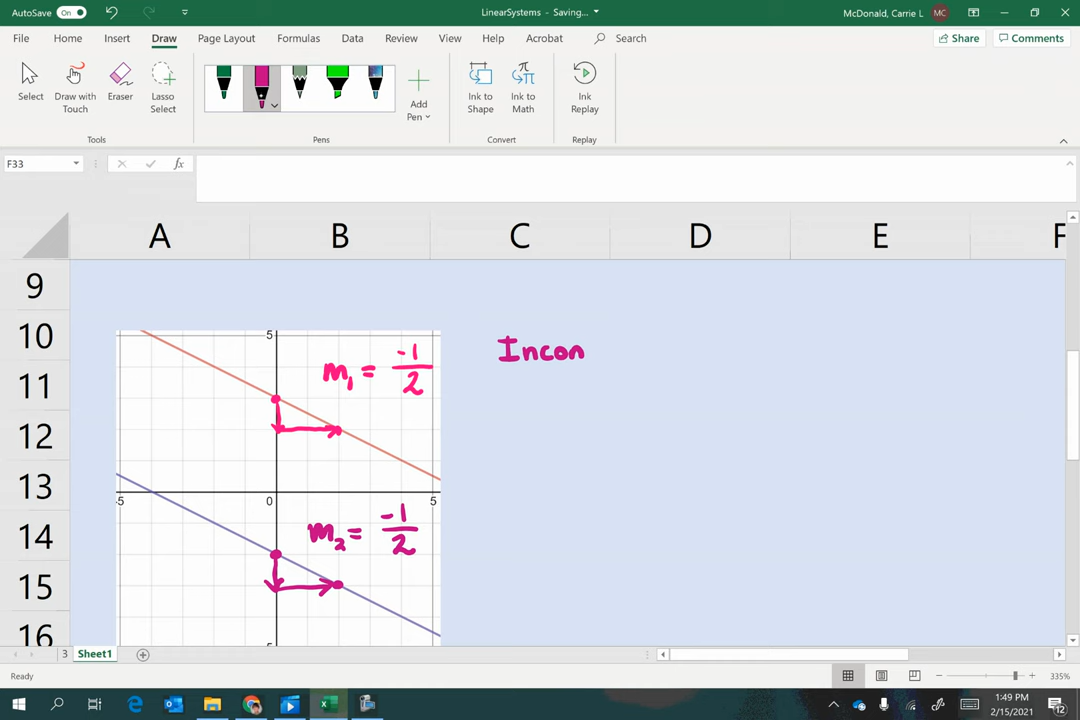 AutoSave On LinearSystems - Saving... McDonald, Carrie L MC
File Home Insert Draw Page Layout Formulas Data Review View Help Acrobat Search Share Comments
Select Draw with Touch Eraser Lasso Select Add Pen Ink to Shape Ink to Math Ink Replay
Tools Pens Convert Replay
F33 fx
A B C D E F
9
10 5 Incon
m₁ = -1/2
11
12
13 -5 0 5
14 m₂ = -1/2
15
16
3 Sheet1
Ready 335%
1:49 PM
2/15/2021 12